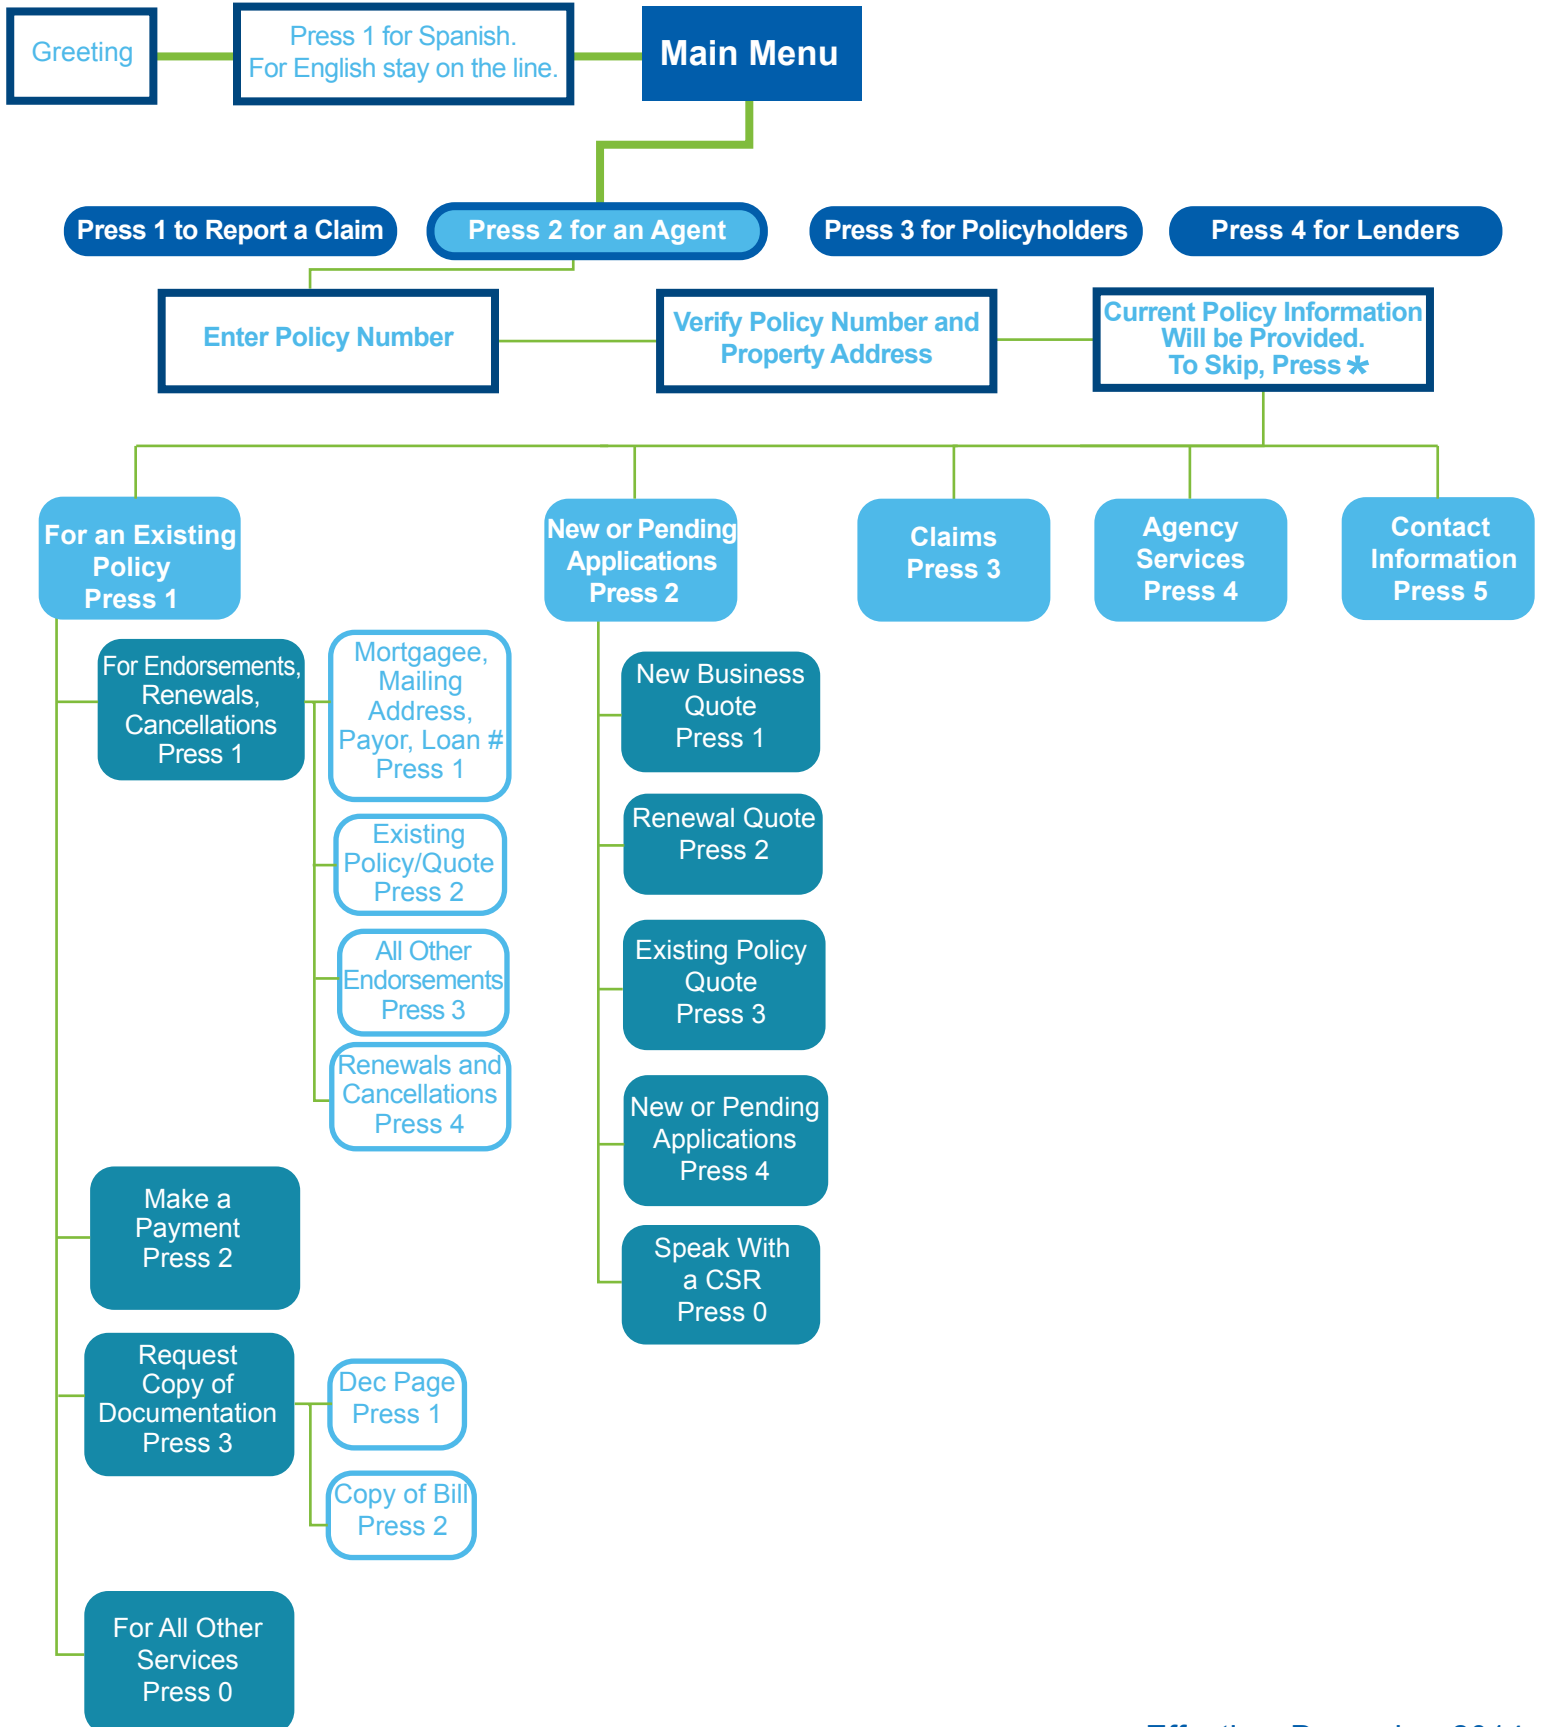 Greeting
Press 1 for Spanish.
For English stay on the line.
Main Menu
Press 1 to Report a Claim
Press 2 for an Agent
Press 3 for Policyholders
Press 4 for Lenders
Enter Policy Number
Verify Policy Number and
Property Address
Current Policy Information
Will be Provided.
To Skip, Press *
For an Existing
Policy
Press 1
New or Pending
Applications
Press 2
Claims
Press 3
Agency
Services
Press 4
Contact
Information
Press 5
For Endorsements,
Renewals,
Cancellations
Press 1
Mortgagee,
Mailing
Address,
Payor, Loan #
Press 1
Existing
Policy/Quote
Press 2
All Other
Endorsements
Press 3
Renewals and
Cancellations
Press 4
Make a
Payment
Press 2
Request
Copy of
Documentation
Press 3
Dec Page
Press 1
Copy of Bill
Press 2
For All Other
Services
Press 0
New Business
Quote
Press 1
Renewal Quote
Press 2
Existing Policy
Quote
Press 3
New or Pending
Applications
Press 4
Speak With
a CSR
Press 0